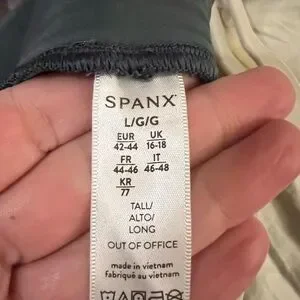 SPANX
L/G/G
EUR UK
42-44 16-18
FR IT
44-46 46-48
KR
77
TALL/
ALTO/
LONG
OUT OF OFFICE
made in vietnam
fabriqué au vietnam